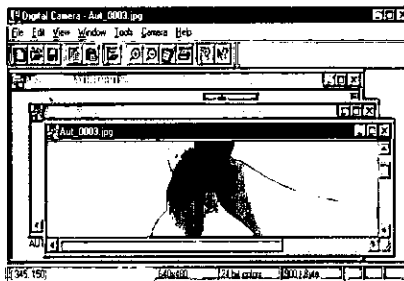 Digital Camera - Aut_0003.jpg
File Edit View Window Tools Camera Help
Aut_0003.jpg
AUT
(345, 150)
640x480
24 bit colors